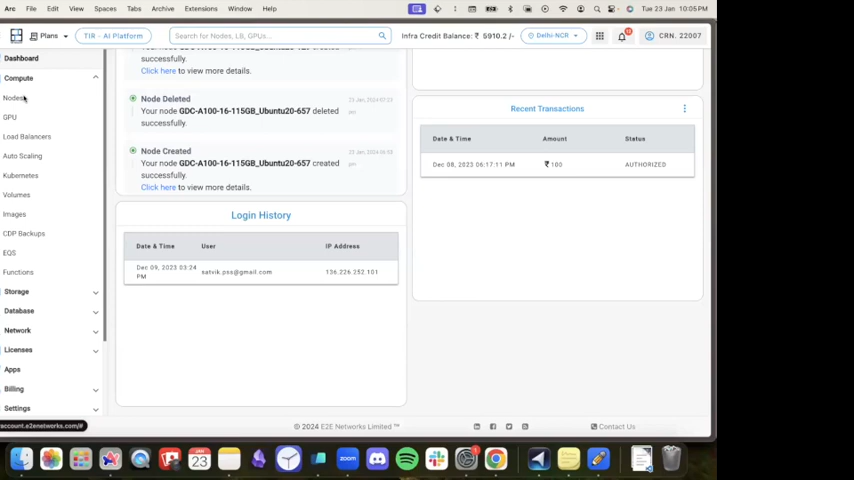 Arc File Edit View Spaces Tabs Archive Extensions Window Help Tue 23 Jan 10:05PM
Plans TIR - AI Platform Search for Nodes, LB, GPUs, Infra Credit Balance: ₹ 5910.2 /- Delhi-NCR CRN. 22007
Dashboard
Compute
Nodes
GPU
Load Balancers
Auto Scaling
Kubernetes
Volumes
Images
CDP Backups
EQS
Functions
Storage
Database
Network
Licenses
Apps
Billing
Settings
account.e2enetworks.com/#
successfully.
Click here to view more details.
Node Deleted
Your node GDC-A100-16-115GB_Ubuntu20-657 deleted
successfully.
Node Created
Your node GDC-A100-16-115GB_Ubuntu20-657 created
successfully.
Click here to view more details.
Login History
Date & Time User IP Address
Dec 09, 2023 03:24 PM satvik.pss@gmail.com 136.226.252.101
Recent Transactions
Date & Time Amount Status
Dec 08, 2023 06:17:11 PM ₹ 100 AUTHORIZED
© 2024 E2E Networks Limited ™
Contact Us
JAN
23
zoom